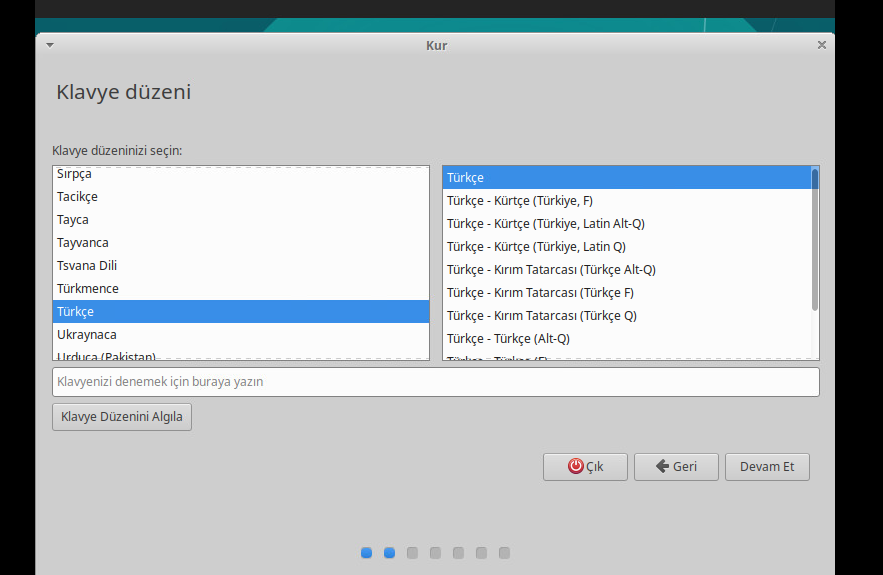 Kur
Klavye düzeni
Klavye düzeninizi seçin:
Sırpça
Tacikçe
Tayca
Tayvanca
Tsvana Dili
Türkmence
Türkçe
Ukraynaca
Urduca (Pakistan)
Türkçe
Türkçe - Kürtçe (Türkiye, F)
Türkçe - Kürtçe (Türkiye, Latin Alt-Q)
Türkçe - Kürtçe (Türkiye, Latin Q)
Türkçe - Kırım Tatarcası (Türkçe Alt-Q)
Türkçe - Kırım Tatarcası (Türkçe F)
Türkçe - Kırım Tatarcası (Türkçe Q)
Türkçe - Türkçe (Alt-Q)
Türkçe - Türkçe (F)
Klavyenizi denemek için buraya yazın
Klavye Düzenini Algıla
Çık
Geri
Devam Et